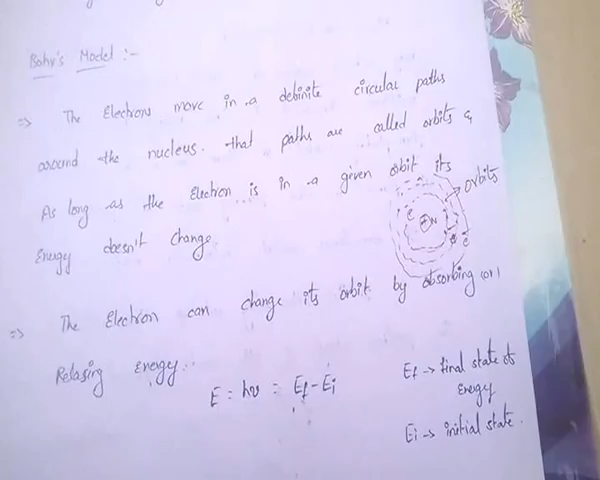 Bohr's Model :-
=> The Electrons move in a definite circular paths
around the nucleus. that paths are called orbits &
As long as the Electron is in a given orbit its
Energy doesn't change.
orbits
e
+N
e
e
=> The Electron can change its orbit by absorbing (or)
Relasing energy.
E = hυ = Ef - Ei
Ef → final state of
energy
Ei → initial state.